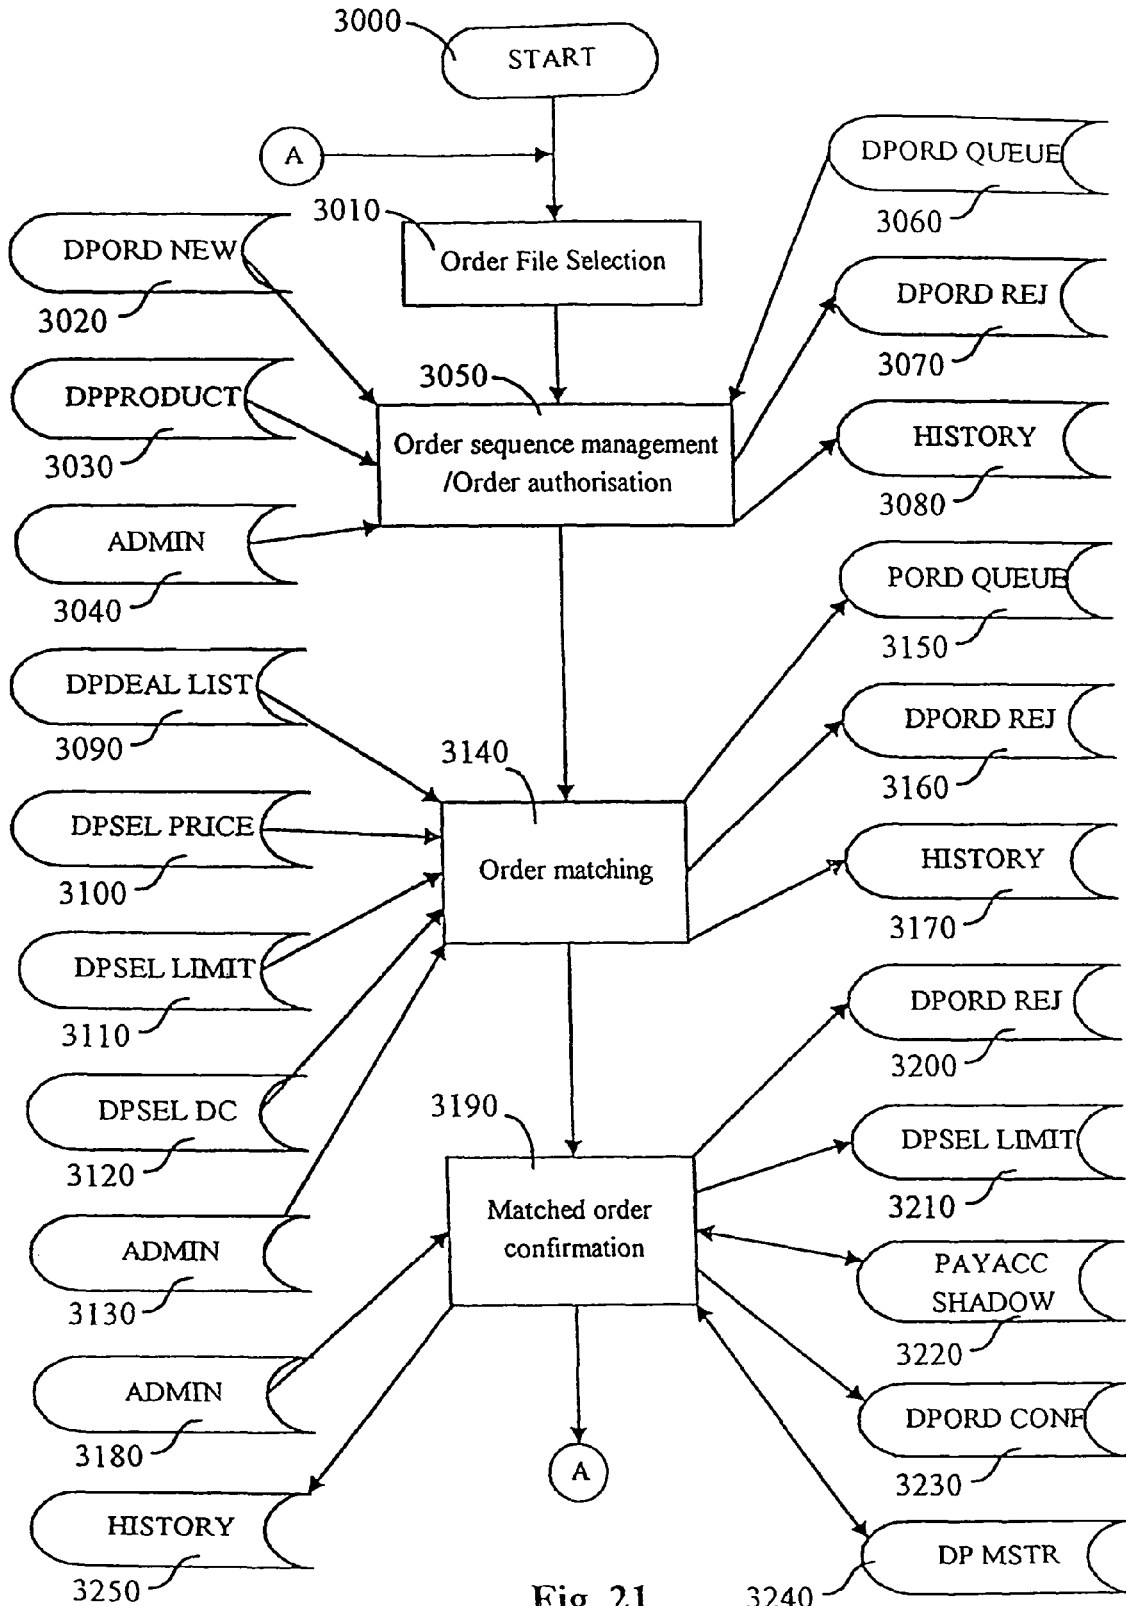 3000
START
A
DPORD QUEUE
3060
3010
Order File Selection
DPORD NEW
3020
DPORD REJ
3070
DPPRODUCT
3030
3050
Order sequence management
/Order authorisation
HISTORY
3080
ADMIN
3040
PORD QUEUE
3150
DPDEAL LIST
3090
DPORD REJ
3160
3140
Order matching
DPSEL PRICE
3100
HISTORY
3170
DPSEL LIMIT
3110
DPORD REJ
3200
DPSEL DC
3120
3190
Matched order
confirmation
DPSEL LIMIT
3210
ADMIN
3130
PAYACC
SHADOW
3220
ADMIN
3180
DPORD CONF
3230
A
HISTORY
3250
DP MSTR
3240
Fig. 21